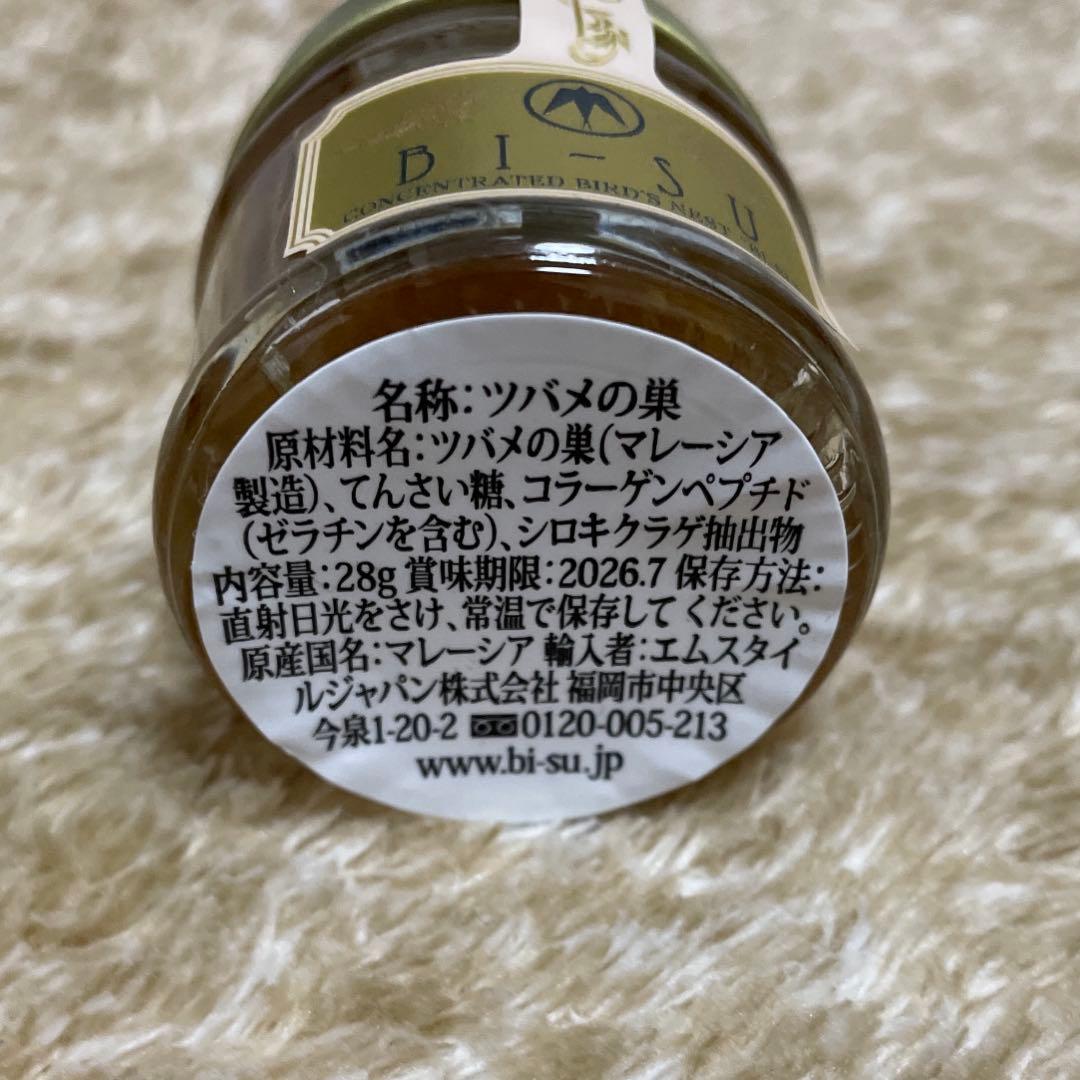 BI-SU
CONCENTRATED BIRD'S NEST
名称:ツバメの巣
原材料名:ツバメの巣(マレーシア
製造)、てんさい糖、コラーゲンペプチド
(ゼラチンを含む)、シロキクラゲ抽出物
内容量:28g 賞味期限:2026.7 保存方法:
直射日光をさけ、常温で保存してください。
原産国名:マレーシア 輸入者:エムスタイ
ルジャパン株式会社 福岡市中央区
今泉1-20-2 0120-005-213
www.bi-su.jp